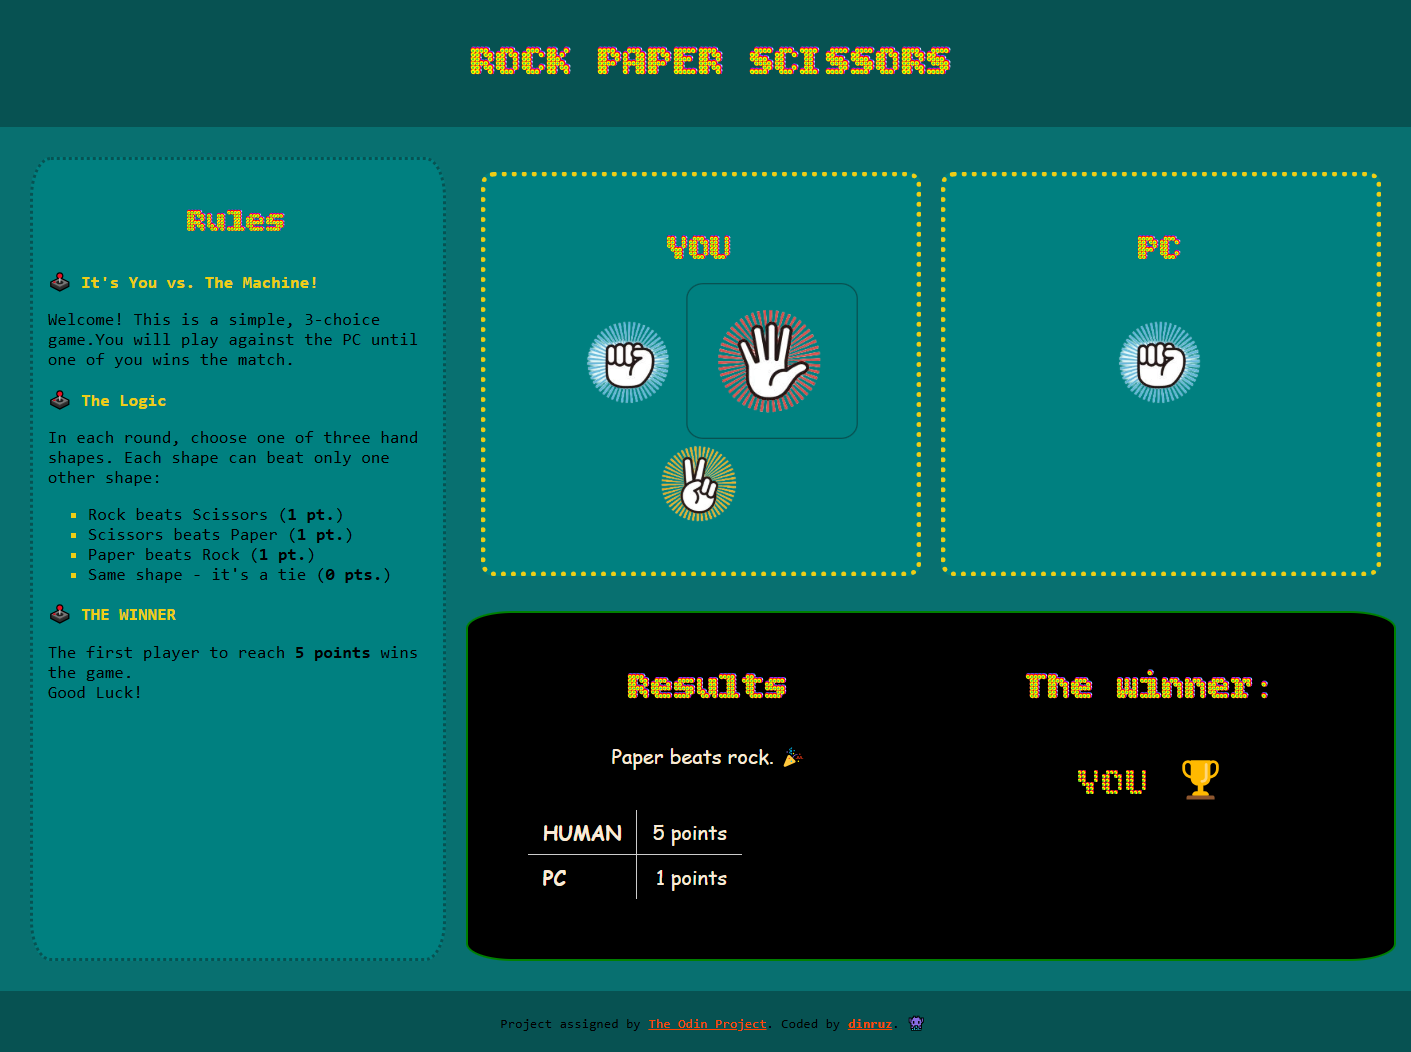 ROCK PAPER SCISSORS
Rules
It's You vs. The Machine!
Welcome! This is a simple, 3-choice
game.You will play against the PC until
one of you wins the match.
The Logic
In each round, choose one of three hand
shapes. Each shape can beat only one
other shape:
Rock beats Scissors (1 pt.)
Scissors beats Paper (1 pt.)
Paper beats Rock (1 pt.)
Same shape - it's a tie (0 pts.)
THE WINNER
The first player to reach 5 points wins
the game.
Good Luck!
YOU
PC
Results
Paper beats rock. 🎉
HUMAN 5 points
PC 1 points
The winner:
YOU 🏆
Project assigned by The Odin Project. Coded by dinruz.